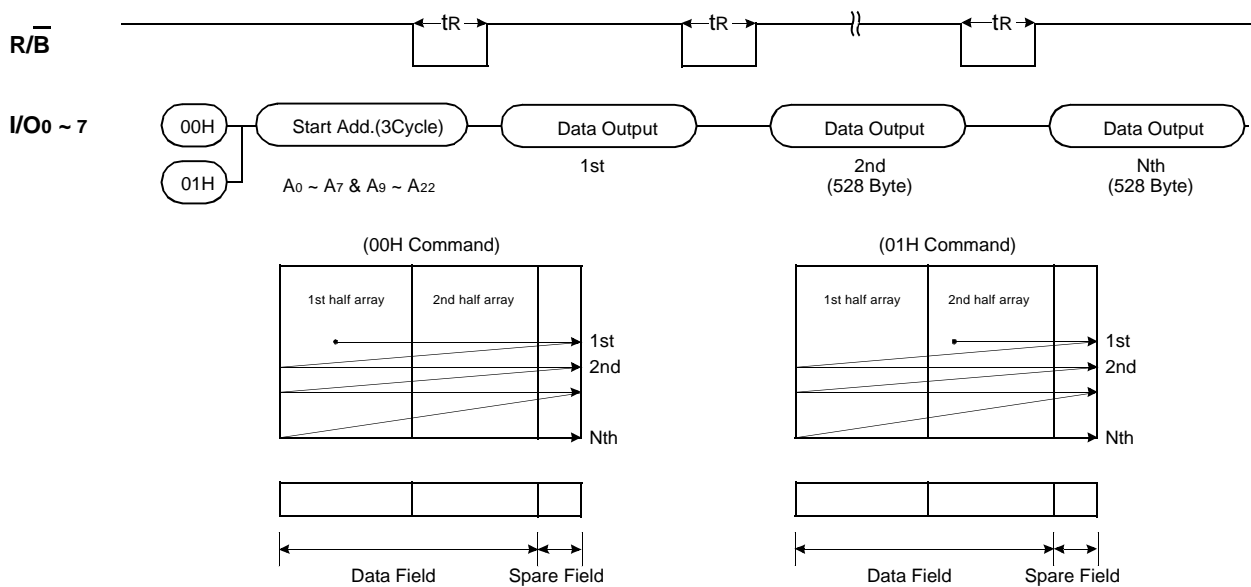 tR tR tR
R/B
I/O0 ~ 7 00H Start Add.(3Cycle) Data Output Data Output Data Output
01H A0 ~ A7 & A9 ~ A22 1st 2nd Nth
(528 Byte) (528 Byte)
(00H Command) (01H Command)
1st half array 2nd half array 1st half array 2nd half array
1st 1st
2nd 2nd
Nth Nth
Data Field Spare Field Data Field Spare Field